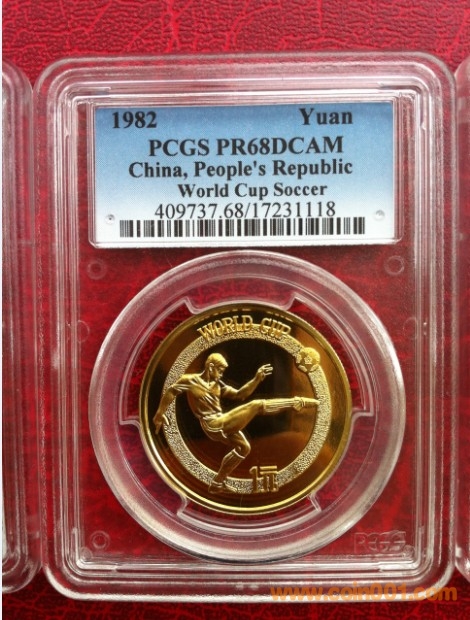 1982 Yuan
PCGS PR68DCAM
China, People's Republic
World Cup Soccer
409737.68/17231118
WORLD CUP
1元
PCGS
www.coin001.com